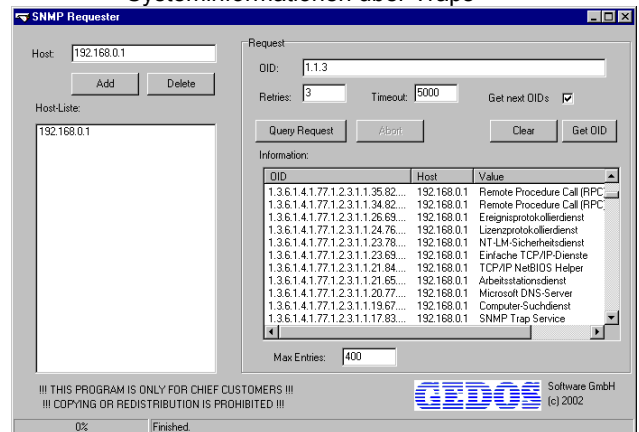 Systeminformationen über Traps
SNMP Requester
Host: 192.168.0.1
Add Delete
Host-Liste:
192.168.0.1
Request
OID: 1.1.3
Retries: 3 Timeout: 5000 Get next OIDs
Query Request Abort Clear Get OID
Information:
OID Host Value
1.3.6.1.4.1.77.1.2.3.1.1.35.82.... 192.168.0.1 Remote Procedure Call (RPC)
1.3.6.1.4.1.77.1.2.3.1.1.34.82.... 192.168.0.1 Remote Procedure Call (RPC
1.3.6.1.4.1.77.1.2.3.1.1.26.69.... 192.168.0.1 Ereignisprotokollierdienst
1.3.6.1.4.1.77.1.2.3.1.1.24.76.... 192.168.0.1 Lizenzprotokollierdienst
1.3.6.1.4.1.77.1.2.3.1.1.23.78.... 192.168.0.1 NT-LM-Sicherheitsdienst
1.3.6.1.4.1.77.1.2.3.1.1.23.69.... 192.168.0.1 Einfache TCP/IP-Dienste
1.3.6.1.4.1.77.1.2.3.1.1.21.84.... 192.168.0.1 TCP/IP NetBIOS Helper
1.3.6.1.4.1.77.1.2.3.1.1.21.65.... 192.168.0.1 Arbeitsstationsdienst
1.3.6.1.4.1.77.1.2.3.1.1.20.77.... 192.168.0.1 Microsoft DNS-Server
1.3.6.1.4.1.77.1.2.3.1.1.19.67.... 192.168.0.1 Computer-Suchdienst
1.3.6.1.4.1.77.1.2.3.1.1.17.83.... 192.168.0.1 SNMP Trap Service
Max Entries: 400
!!! THIS PROGRAM IS ONLY FOR CHIEF CUSTOMERS !!!
!!! COPYING OR REDISTRIBUTION IS PROHIBITED !!!
GEDOS Software GmbH
(c) 2002
0% Finished.